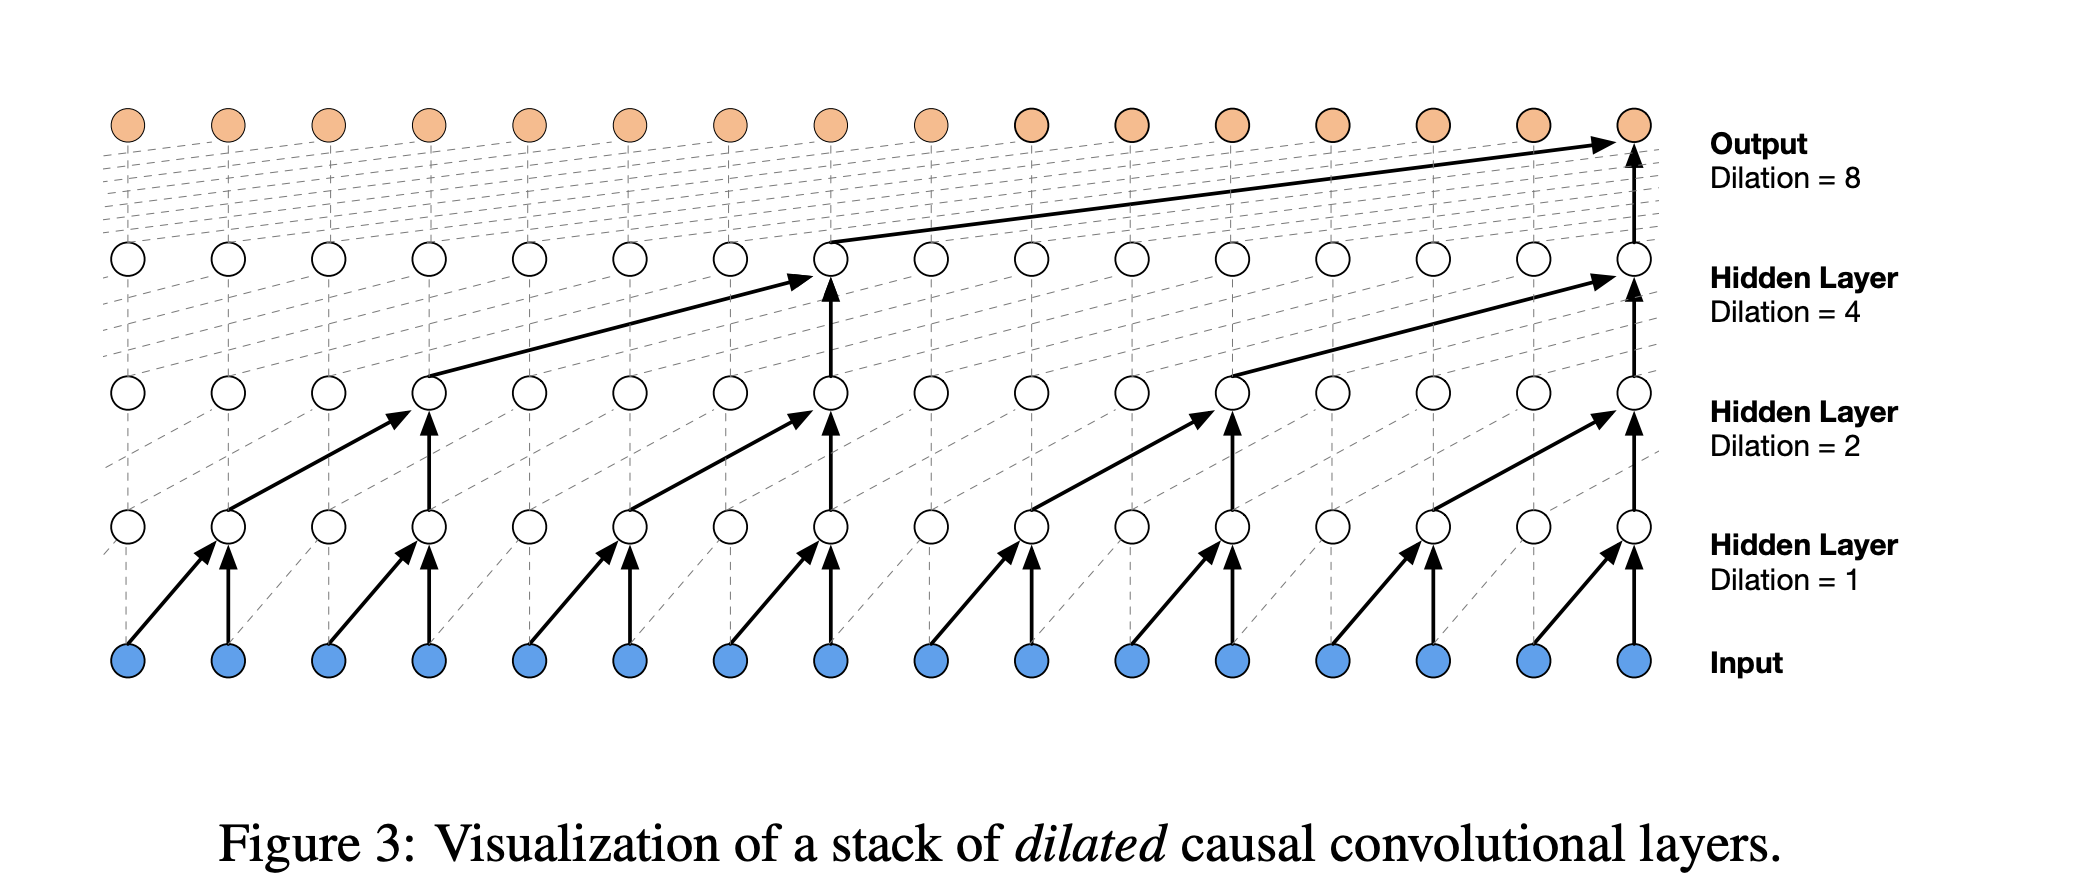 Output
Dilation = 8
Hidden Layer
Dilation = 4
Hidden Layer
Dilation = 2
Hidden Layer
Dilation = 1
Input
Figure 3: Visualization of a stack of dilated causal convolutional layers.